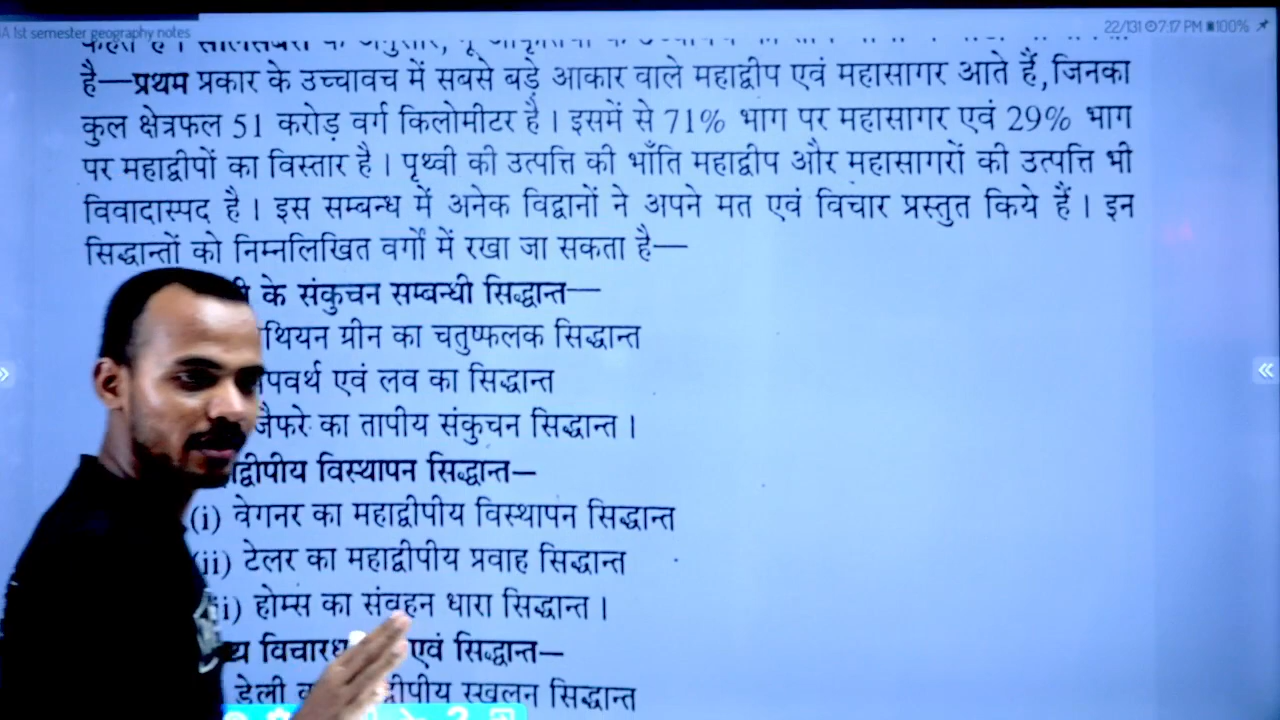 A 1st semester geography notes
22/131 7:17 PM 100%
है—प्रथम प्रकार के उच्चावच में सबसे बड़े आकार वाले महाद्वीप एवं महासागर आते हैं, जिनका
कुल क्षेत्रफल 51 करोड़ वर्ग किलोमीटर है। इसमें से 71% भाग पर महासागर एवं 29% भाग
पर महाद्वीपों का विस्तार है। पृथ्वी की उत्पत्ति की भाँति महाद्वीप और महासागरों की उत्पत्ति भी
विवादास्पद है। इस सम्बन्ध में अनेक विद्वानों ने अपने मत एवं विचार प्रस्तुत किये हैं। इन
सिद्धान्तों को निम्नलिखित वर्गों में रखा जा सकता है—
के संकुचन सम्बन्धी सिद्धान्त—
थियन ग्रीन का चतुष्फलक सिद्धान्त
पवर्थ एवं लव का सिद्धान्त
जैफरे का तापीय संकुचन सिद्धान्त।
द्वीपीय विस्थापन सिद्धान्त—
(i) वेगनर का महाद्वीपीय विस्थापन सिद्धान्त
(ii) टेलर का महाद्वीपीय प्रवाह सिद्धान्त
i) होम्स का संवहन धारा सिद्धान्त।
य विचारध एवं सिद्धान्त—
डेली द्वीपीय स्खलन सिद्धान्त